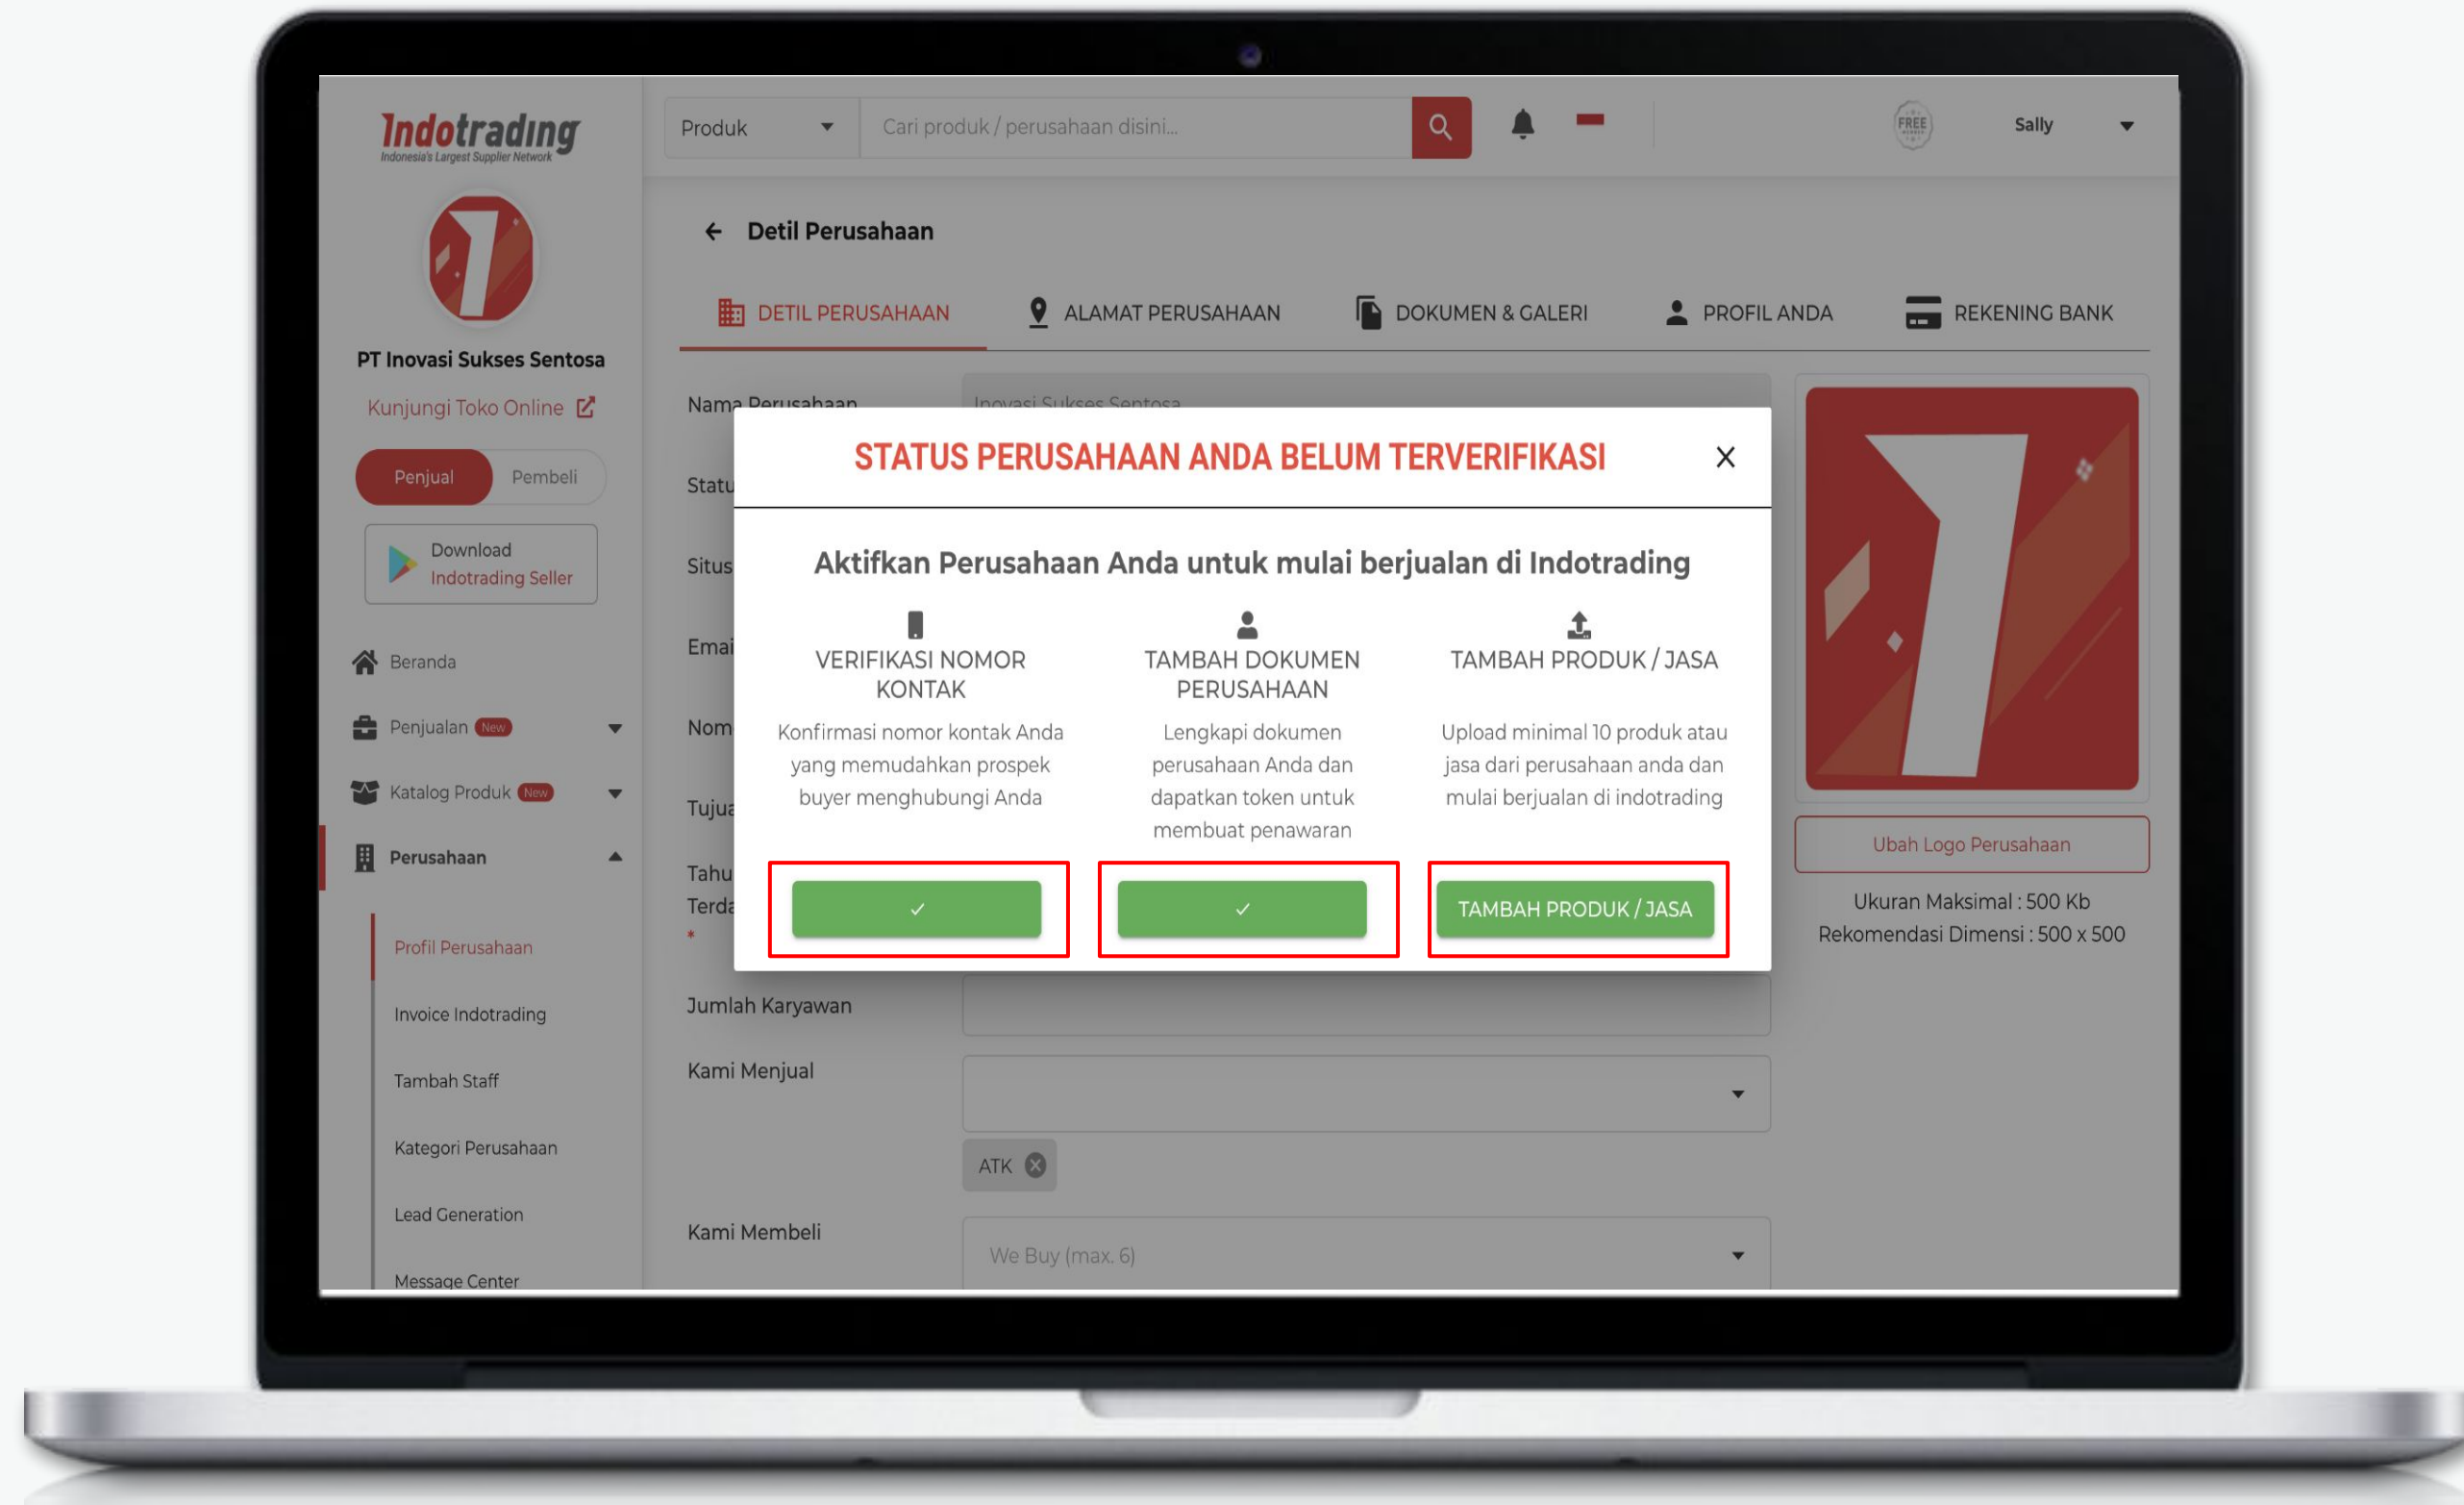 Indotrading
Indonesia's Largest Supplier Network
Produk
Cari produk / perusahaan disini...
FREE
Sally
PT Inovasi Sukses Sentosa
Kunjungi Toko Online
Penjual
Pembeli
Download
Indotrading Seller
Beranda
Penjualan New
Katalog Produk New
Perusahaan
Profil Perusahaan
Invoice Indotrading
Tambah Staff
Kategori Perusahaan
Lead Generation
Message Center
Detil Perusahaan
DETIL PERUSAHAAN
ALAMAT PERUSAHAAN
DOKUMEN & GALERI
PROFIL ANDA
REKENING BANK
Nama Perusahaan
Inovasi Sukses Sentosa
Statu
Situs
Emai
Nom
Tujua
Tahu
Terda
*
STATUS PERUSAHAAN ANDA BELUM TERVERIFIKASI
Aktifkan Perusahaan Anda untuk mulai berjualan di Indotrading
VERIFIKASI NOMOR
KONTAK
Konfirmasi nomor kontak Anda
yang memudahkan prospek
buyer menghubungi Anda
TAMBAH DOKUMEN
PERUSAHAAN
Lengkapi dokumen
perusahaan Anda dan
dapatkan token untuk
membuat penawaran
TAMBAH PRODUK / JASA
Upload minimal 10 produk atau
jasa dari perusahaan anda dan
mulai berjualan di indotrading
TAMBAH PRODUK / JASA
Ubah Logo Perusahaan
Ukuran Maksimal : 500 Kb
Rekomendasi Dimensi : 500 x 500
Jumlah Karyawan
Kami Menjual
ATK
Kami Membeli
We Buy (max. 6)